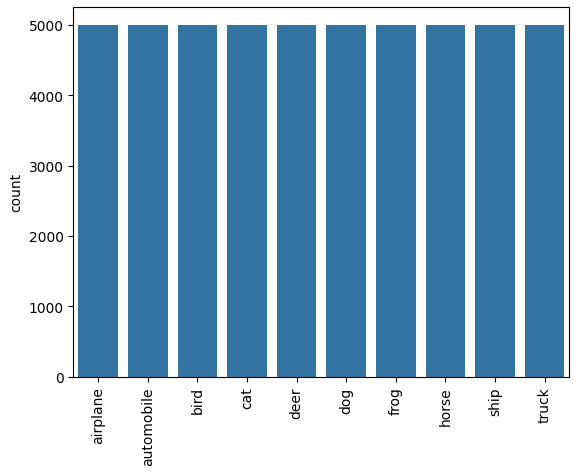 5000
4000
3000
2000
1000
0
count
airplane
automobile
bird
cat
deer
dog
frog
horse
ship
truck